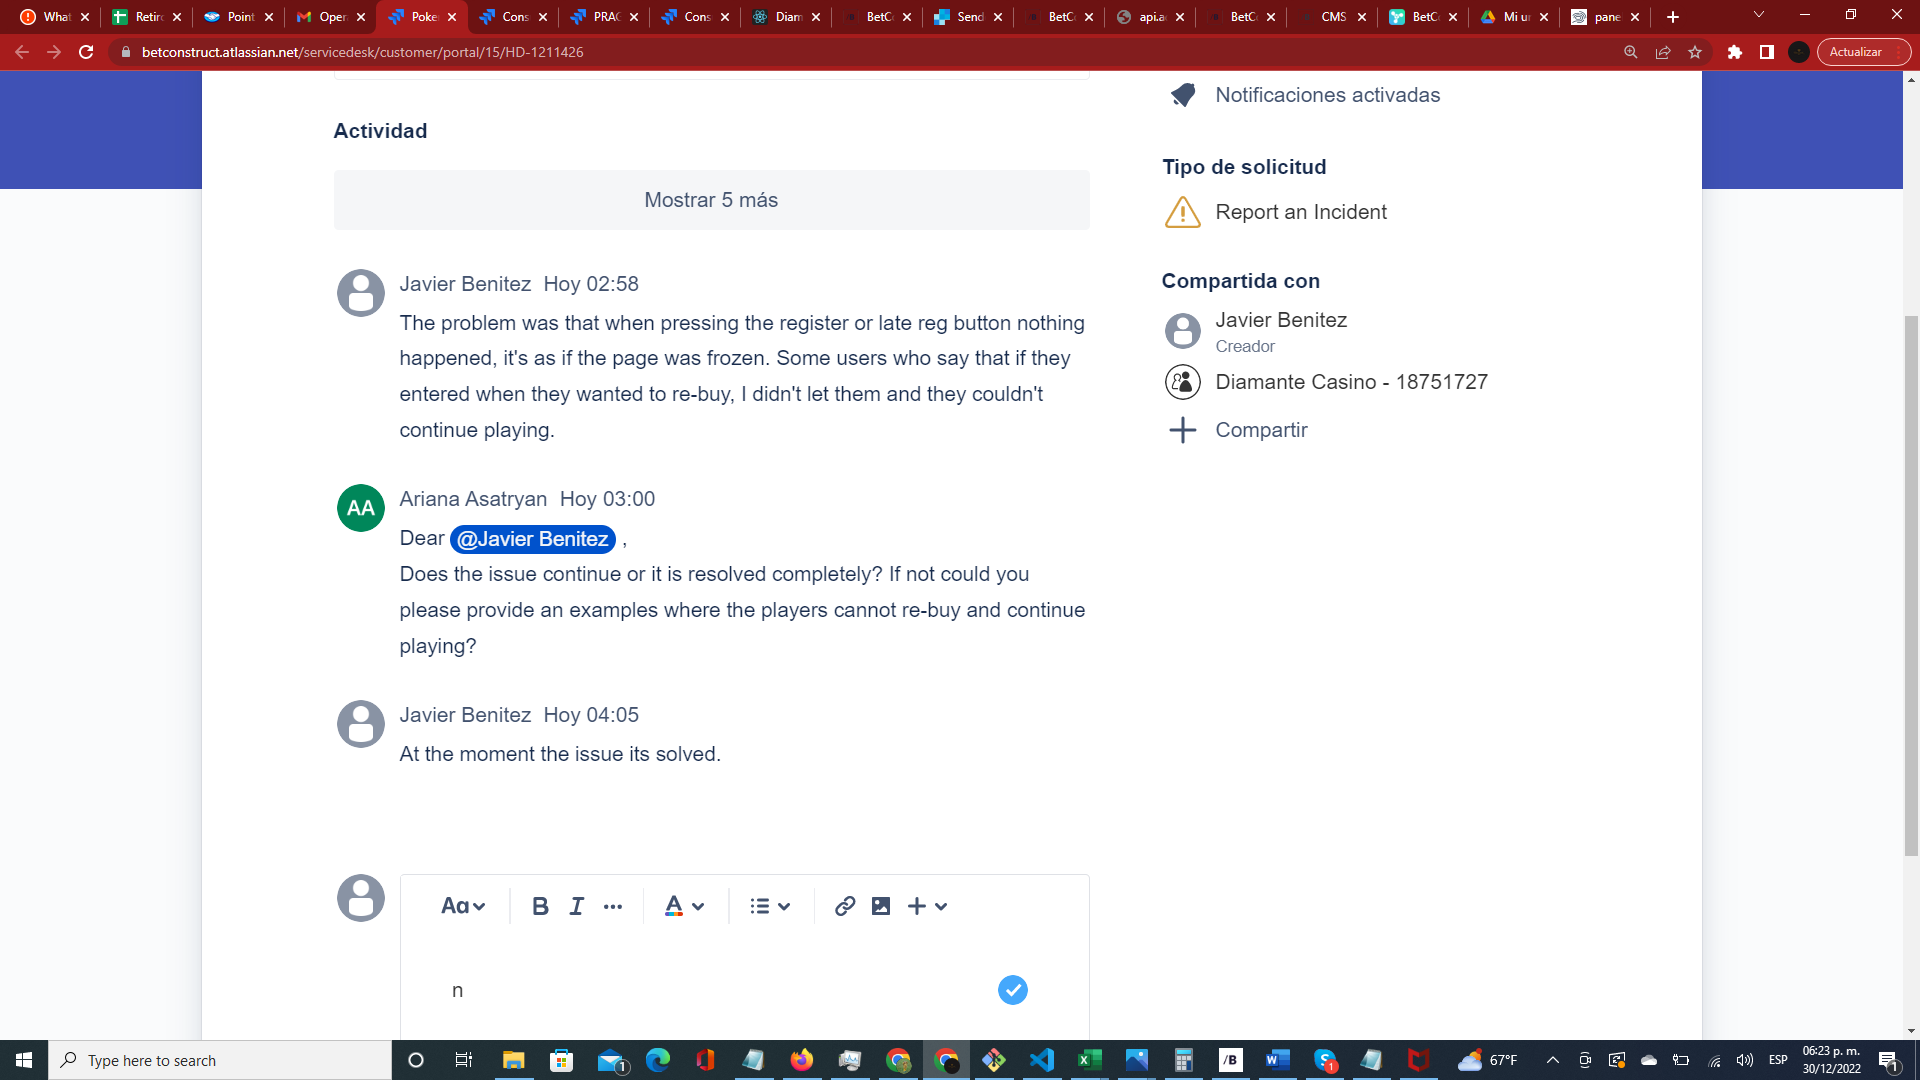 What
Retir
Point
Gmail
Oper
Poke
Cons
PRAG
Cons
Diam
BetC
Send
BetC
api.a
BetC
CMS
BetC
Mi u
pane
betconstruct.atlassian.net/servicedesk/customer/portal/15/HD-1211426
Actualizar
Notificaciones activadas
Actividad
Tipo de solicitud
Mostrar 5 más
Report an Incident
Javier Benitez Hoy 02:58
The problem was that when pressing the register or late reg button nothing
happened, it's as if the page was frozen. Some users who say that if they
entered when they wanted to re-buy, I didn't let them and they couldn't
continue playing.
Compartida con
Javier Benitez
Creador
Diamante Casino - 18751727
Compartir
AA
Ariana Asatryan Hoy 03:00
Dear @Javier Benitez ,
Does the issue continue or it is resolved completely? If not could you
please provide an examples where the players cannot re-buy and continue
playing?
Javier Benitez Hoy 04:05
At the moment the issue its solved.
Aa B I ... A
n
Type here to search
1
/B
1
67°F
ESP
06:23 p. m.
30/12/2022
1